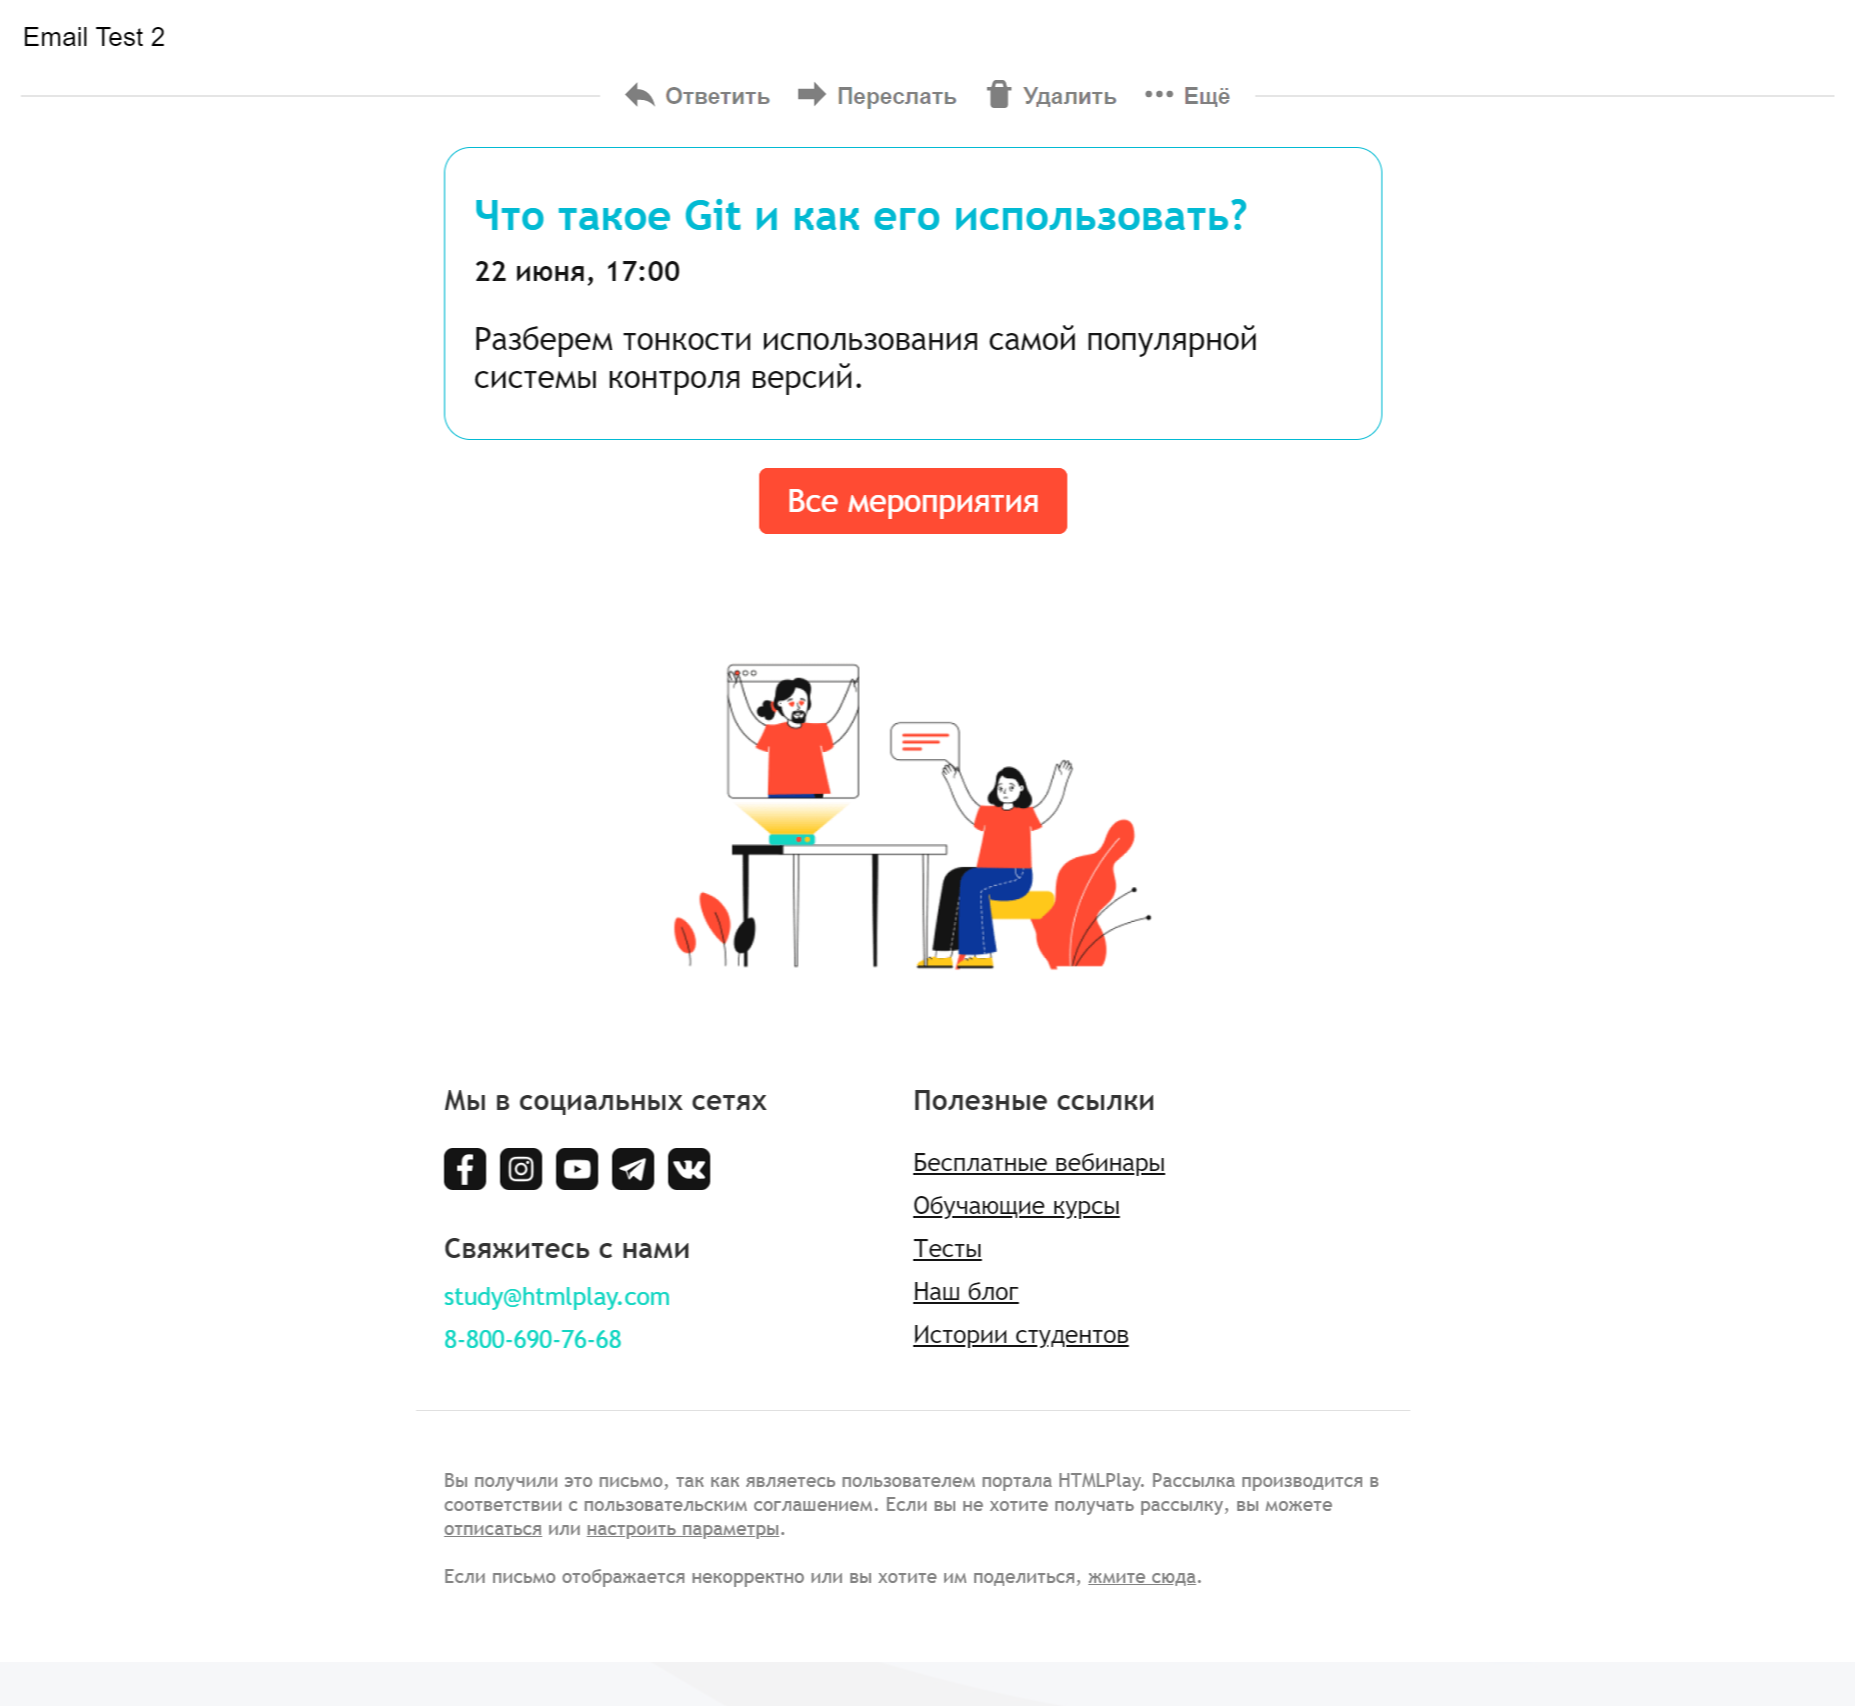 Email Test 2
Ответить Переслать Удалить Ещё
Что такое Git и как его использовать?
22 июня, 17:00
Разберем тонкости использования самой популярной
системы контроля версий.
Все мероприятия
Мы в социальных сетях
Свяжитесь с нами
study@htmlplay.com
8-800-690-76-68
Полезные ссылки
Бесплатные вебинары
Обучающие курсы
Тесты
Наш блог
Истории студентов
Вы получили это письмо, так как являетесь пользователем портала HTMLPlay. Рассылка производится в
соответствии с пользовательским соглашением. Если вы не хотите получать рассылку, вы можете
отписаться или настроить параметры.
Если письмо отображается некорректно или вы хотите им поделиться, жмите сюда.